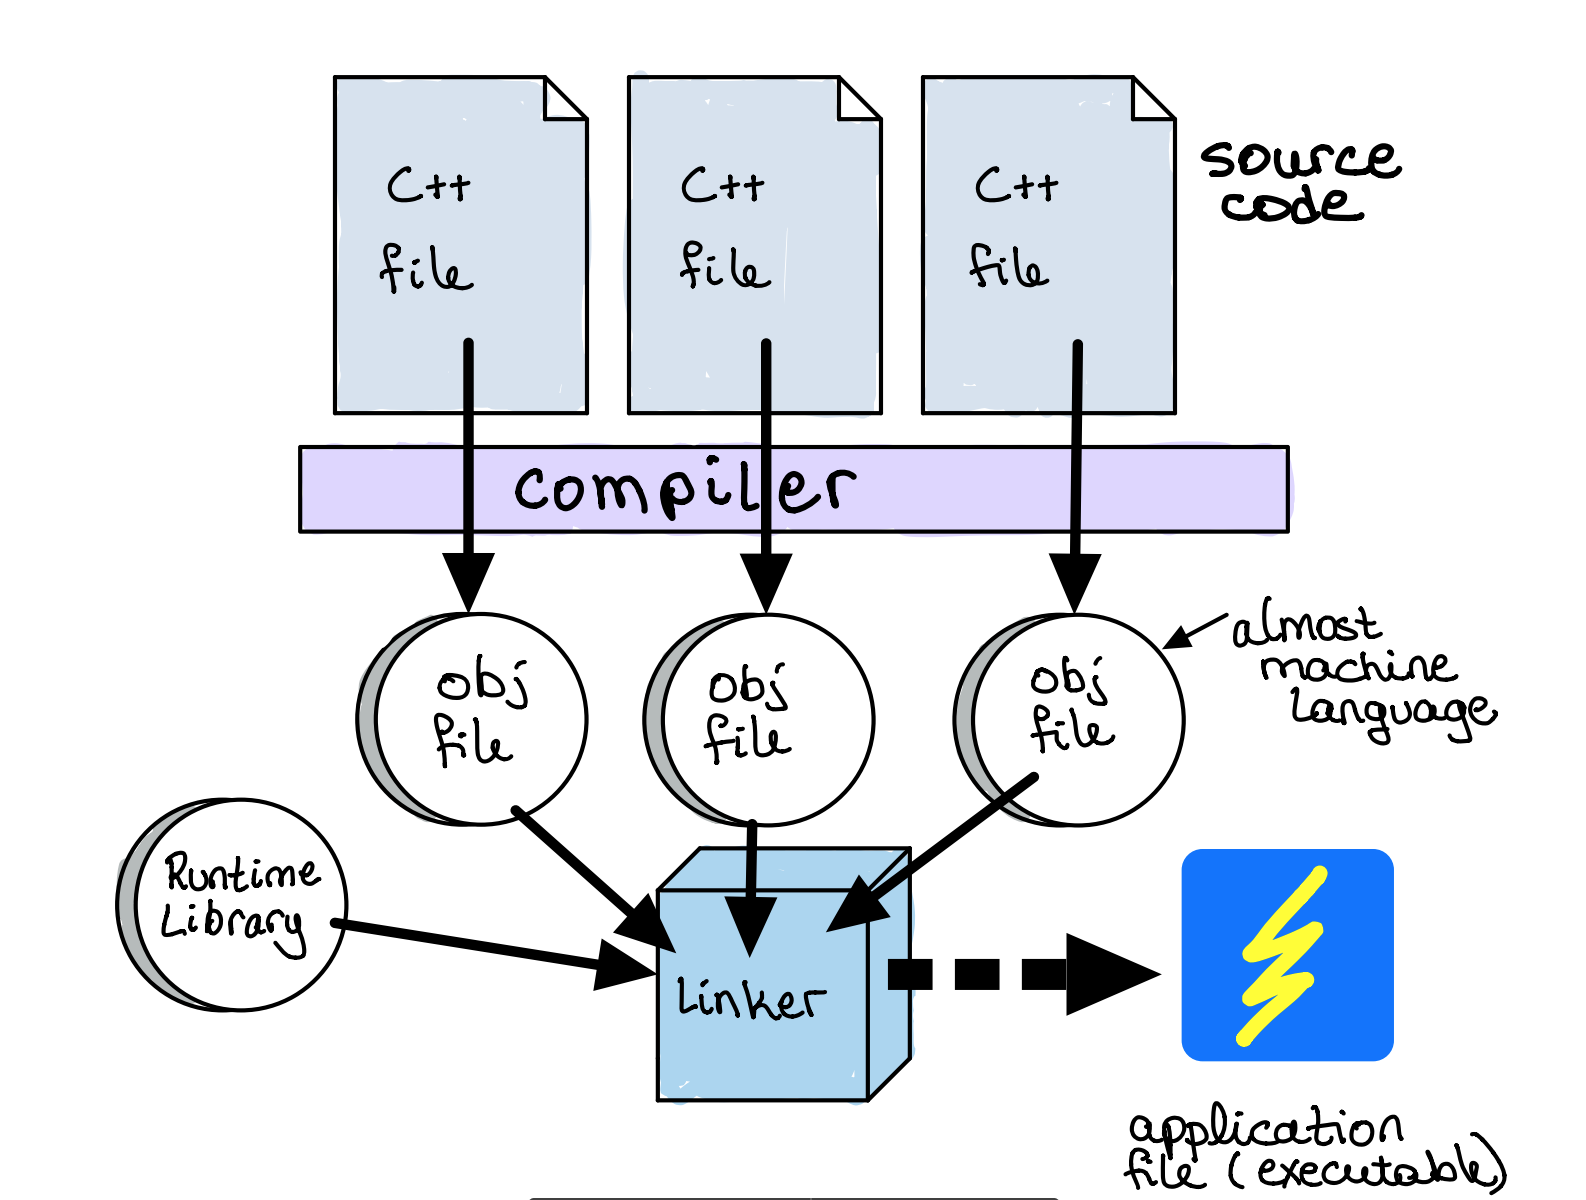 C++
file
C++
file
C++
file
source
code
compiler
obj
file
obj
file
obj
file
almost
machine
language
Runtime
Library
Linker
application
file (executable)